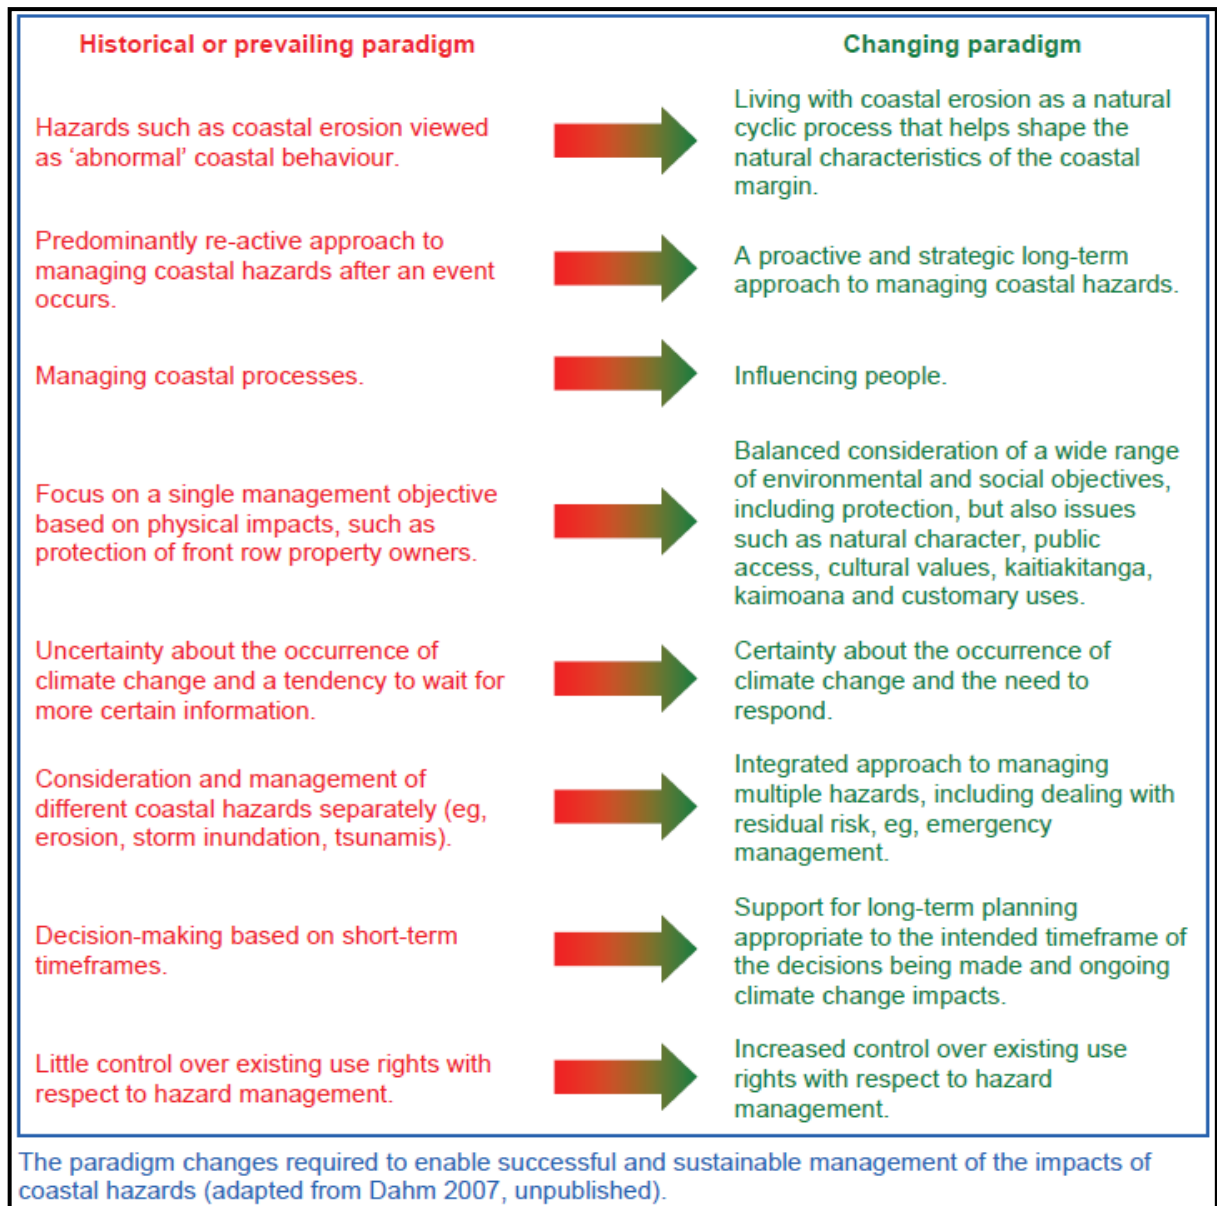 Historical or prevailing paradigm
Changing paradigm
Hazards such as coastal erosion viewed
as ‘abnormal’ coastal behaviour.
Living with coastal erosion as a natural
cyclic process that helps shape the
natural characteristics of the coastal
margin.
Predominantly re-active approach to
managing coastal hazards after an event
occurs.
A proactive and strategic long-term
approach to managing coastal hazards.
Managing coastal processes.
Influencing people.
Focus on a single management objective
based on physical impacts, such as
protection of front row property owners.
Balanced consideration of a wide range
of environmental and social objectives,
including protection, but also issues
such as natural character, public
access, cultural values, kaitiakitanga,
kaimoana and customary uses.
Uncertainty about the occurrence of
climate change and a tendency to wait for
more certain information.
Certainty about the occurrence of
climate change and the need to
respond.
Consideration and management of
different coastal hazards separately (eg,
erosion, storm inundation, tsunamis).
Integrated approach to managing
multiple hazards, including dealing with
residual risk, eg, emergency
management.
Decision-making based on short-term
timeframes.
Support for long-term planning
appropriate to the intended timeframe of
the decisions being made and ongoing
climate change impacts.
Little control over existing use rights with
respect to hazard management.
Increased control over existing use
rights with respect to hazard
management.
The paradigm changes required to enable successful and sustainable management of the impacts of
coastal hazards (adapted from Dahm 2007, unpublished).